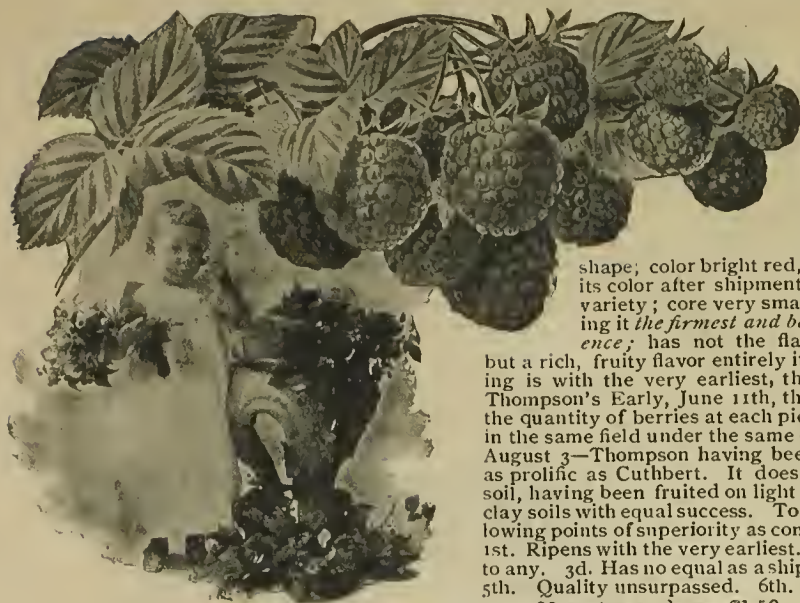 shape; color bright red,
its color after shipment
variety; core very sma
ing it the firmest and b
ence; has not the fla
but a rich, fruity flavor entirely i
ing is with the very earliest, th
Thompson's Early, June 11th, th
the quantity of berries at each pi
in the same field under the same
August 3—Thompson having bee
as prolific as Cuthbert. It does
soil, having been fruited on light
clay soils with equal success. To
lowing points of superiority as con
1st. Ripens with the very earliest.
to any. 3d. Has no equal as a ship
5th. Quality unsurpassed. 6th.